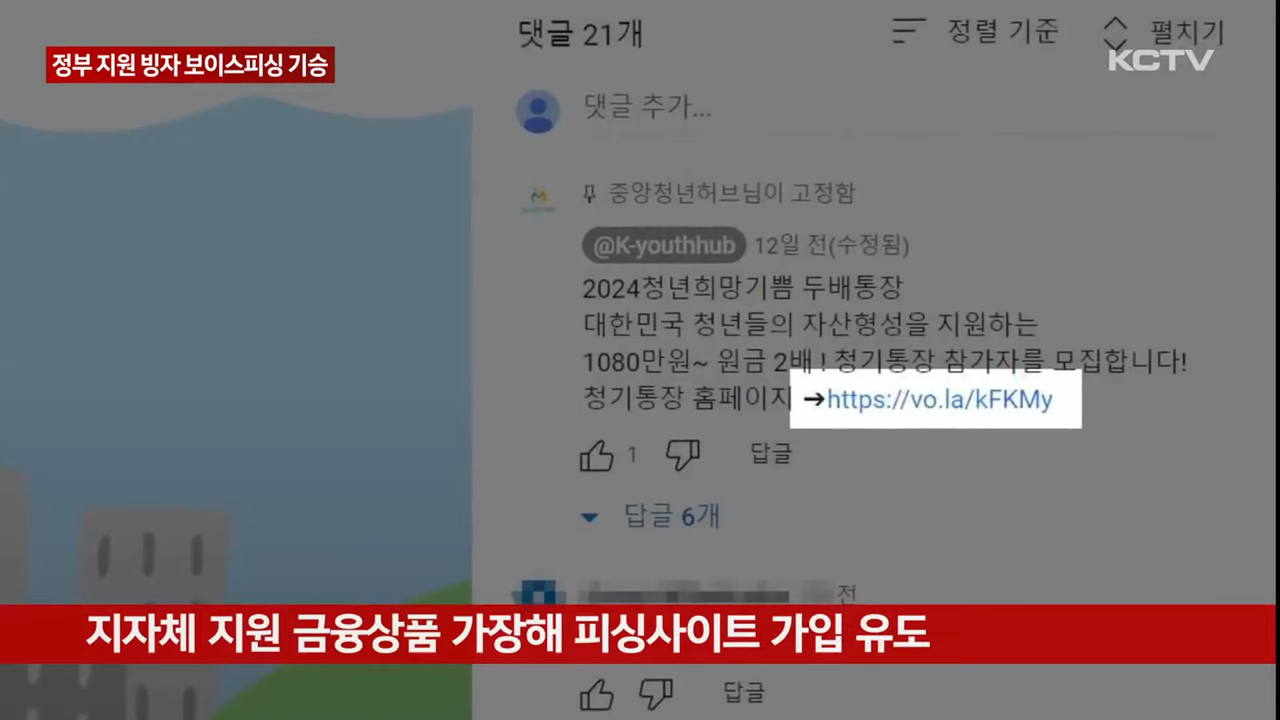 댓글 21개
정렬 기준
펼치기
KCTV
정부 지원 빙자 보이스피싱 기승
댓글 추가...
중앙청년허브님이 고정함
@K-youthhub 12일 전(수정됨)
2024청년희망기쁨 두배통장
대한민국 청년들의 자산형성을 지원하는
1080만원~ 원금 2배 ! 청기통장 참가자를 모집합니다!
청기통장 홈페이지 ➔https://vo.la/kFKMy
1
답글
답글 6개
전
지자체 지원 금융상품 가장해 피싱사이트 가입 유도
답글